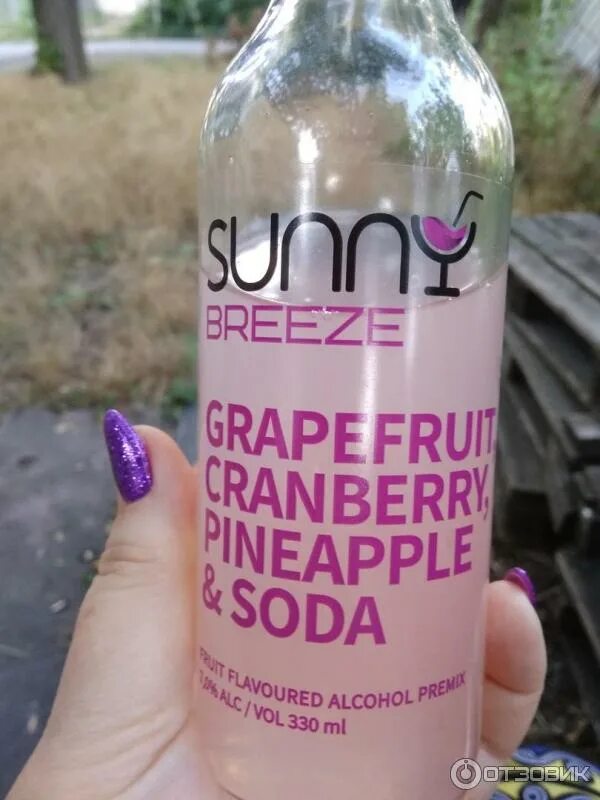 SUNNY
BREEZE
GRAPEFRUIT,
CRANBERRY,
PINEAPPLE
& SODA
FRUIT FLAVOURED ALCOHOL PREMIX
ALC / VOL 330 ml
ОТЗОВИК